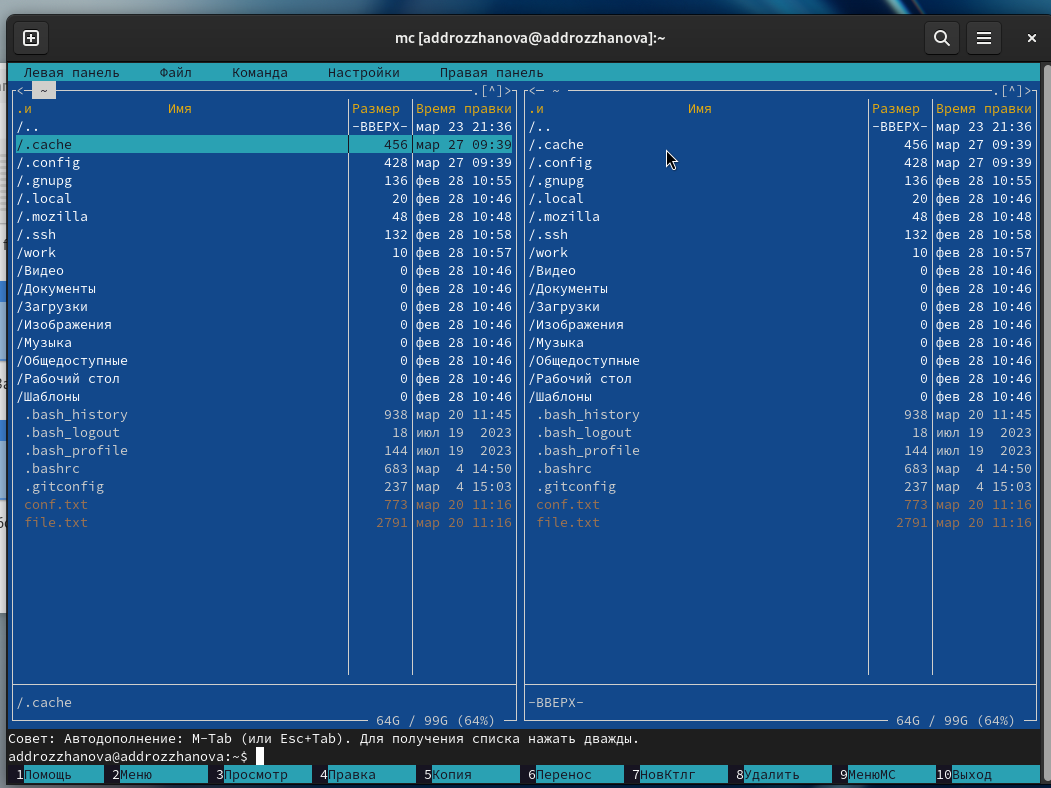 mc [addrozzhanova@addrozzhanova]:~
Левая панель Файл Команда Настройки Правая панель
<─ ~ .[^]> <─ ~ .[^]>
.и Имя Размер Время правки .и Имя Размер Время правки
/.. -ВВЕРХ- мар 23 21:36 /.. -ВВЕРХ- мар 23 21:36
/.cache 456 мар 27 09:39 /.cache 456 мар 27 09:39
/.config 428 мар 27 09:39 /.config 428 мар 27 09:39
/.gnupg 136 фев 28 10:55 /.gnupg 136 фев 28 10:55
/.local 20 фев 28 10:46 /.local 20 фев 28 10:46
/.mozilla 48 фев 28 10:48 /.mozilla 48 фев 28 10:48
/.ssh 132 фев 28 10:58 /.ssh 132 фев 28 10:58
/work 10 фев 28 10:57 /work 10 фев 28 10:57
/Видео 0 фев 28 10:46 /Видео 0 фев 28 10:46
/Документы 0 фев 28 10:46 /Документы 0 фев 28 10:46
/Загрузки 0 фев 28 10:46 /Загрузки 0 фев 28 10:46
/Изображения 0 фев 28 10:46 /Изображения 0 фев 28 10:46
/Музыка 0 фев 28 10:46 /Музыка 0 фев 28 10:46
/Общедоступные 0 фев 28 10:46 /Общедоступные 0 фев 28 10:46
/Рабочий стол 0 фев 28 10:46 /Рабочий стол 0 фев 28 10:46
/Шаблоны 0 фев 28 10:46 /Шаблоны 0 фев 28 10:46
.bash_history 938 мар 20 11:45 .bash_history 938 мар 20 11:45
.bash_logout 18 июл 19 2023 .bash_logout 18 июл 19 2023
.bash_profile 144 июл 19 2023 .bash_profile 144 июл 19 2023
.bashrc 683 мар 4 14:50 .bashrc 683 мар 4 14:50
.gitconfig 237 мар 4 15:03 .gitconfig 237 мар 4 15:03
conf.txt 773 мар 20 11:16 conf.txt 773 мар 20 11:16
file.txt 2791 мар 20 11:16 file.txt 2791 мар 20 11:16
/.cache -ВВЕРХ-
64G / 99G (64%) 64G / 99G (64%)
Совет: Автодополнение: M-Tab (или Esc+Tab). Для получения списка нажать дважды.
addrozzhanova@addrozzhanova:~$
1Помощь 2Меню 3Просмотр 4Правка 5Копия 6Перенос 7НовКтлг 8Удалить 9МенюMC 10Выход